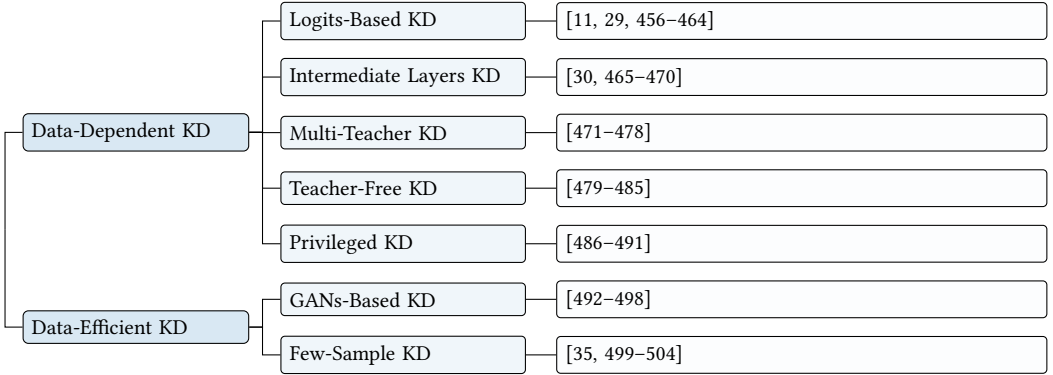 Data-Dependent KD
Logits-Based KD
[11, 29, 456–464]
Intermediate Layers KD
[30, 465–470]
Multi-Teacher KD
[471–478]
Teacher-Free KD
[479–485]
Privileged KD
[486–491]
Data-Efficient KD
GANs-Based KD
[492–498]
Few-Sample KD
[35, 499–504]